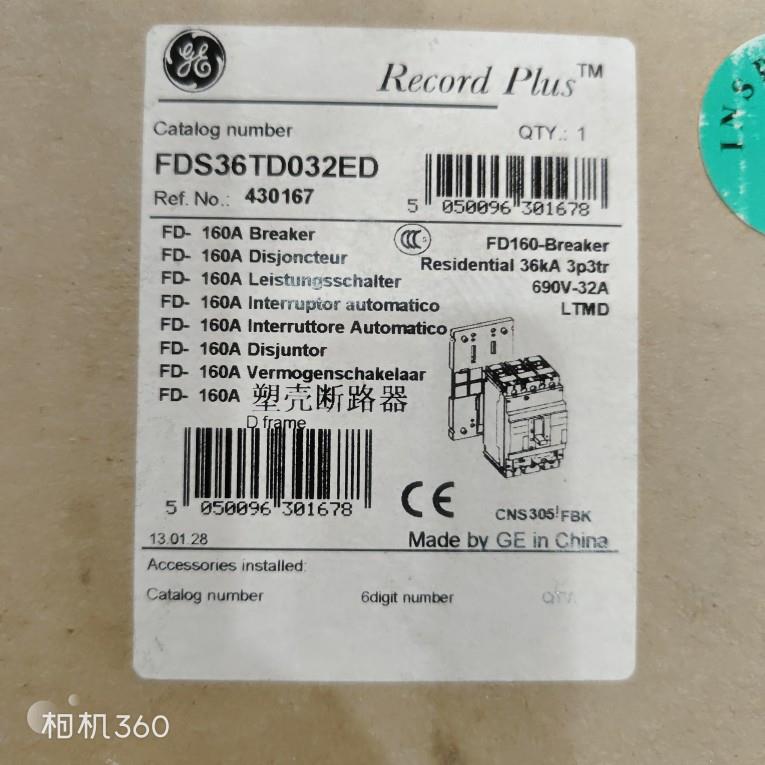 GE
Record Plus™
Catalog number
QTY.: 1
FDS36TD032ED
Ref. No.: 430167
5 050096 301678
FD- 160A Breaker
FD- 160A Disjoncteur
FD- 160A Leistungsschalter
FD- 160A Interruptor automatico
FD- 160A Interruttore Automatico
FD- 160A Disjuntor
FD- 160A Vermogenschakelaar
FD- 160A 塑壳断路器
D frame
CCC S
FD160-Breaker
Residential 36kA 3p3tr
690V-32A
LTMD
5 050096 301678
CE
CNS305!FBK
13.01.28
Made by GE in China
Accessories installed:
Catalog number 6digit number QTY
INSP
相机360